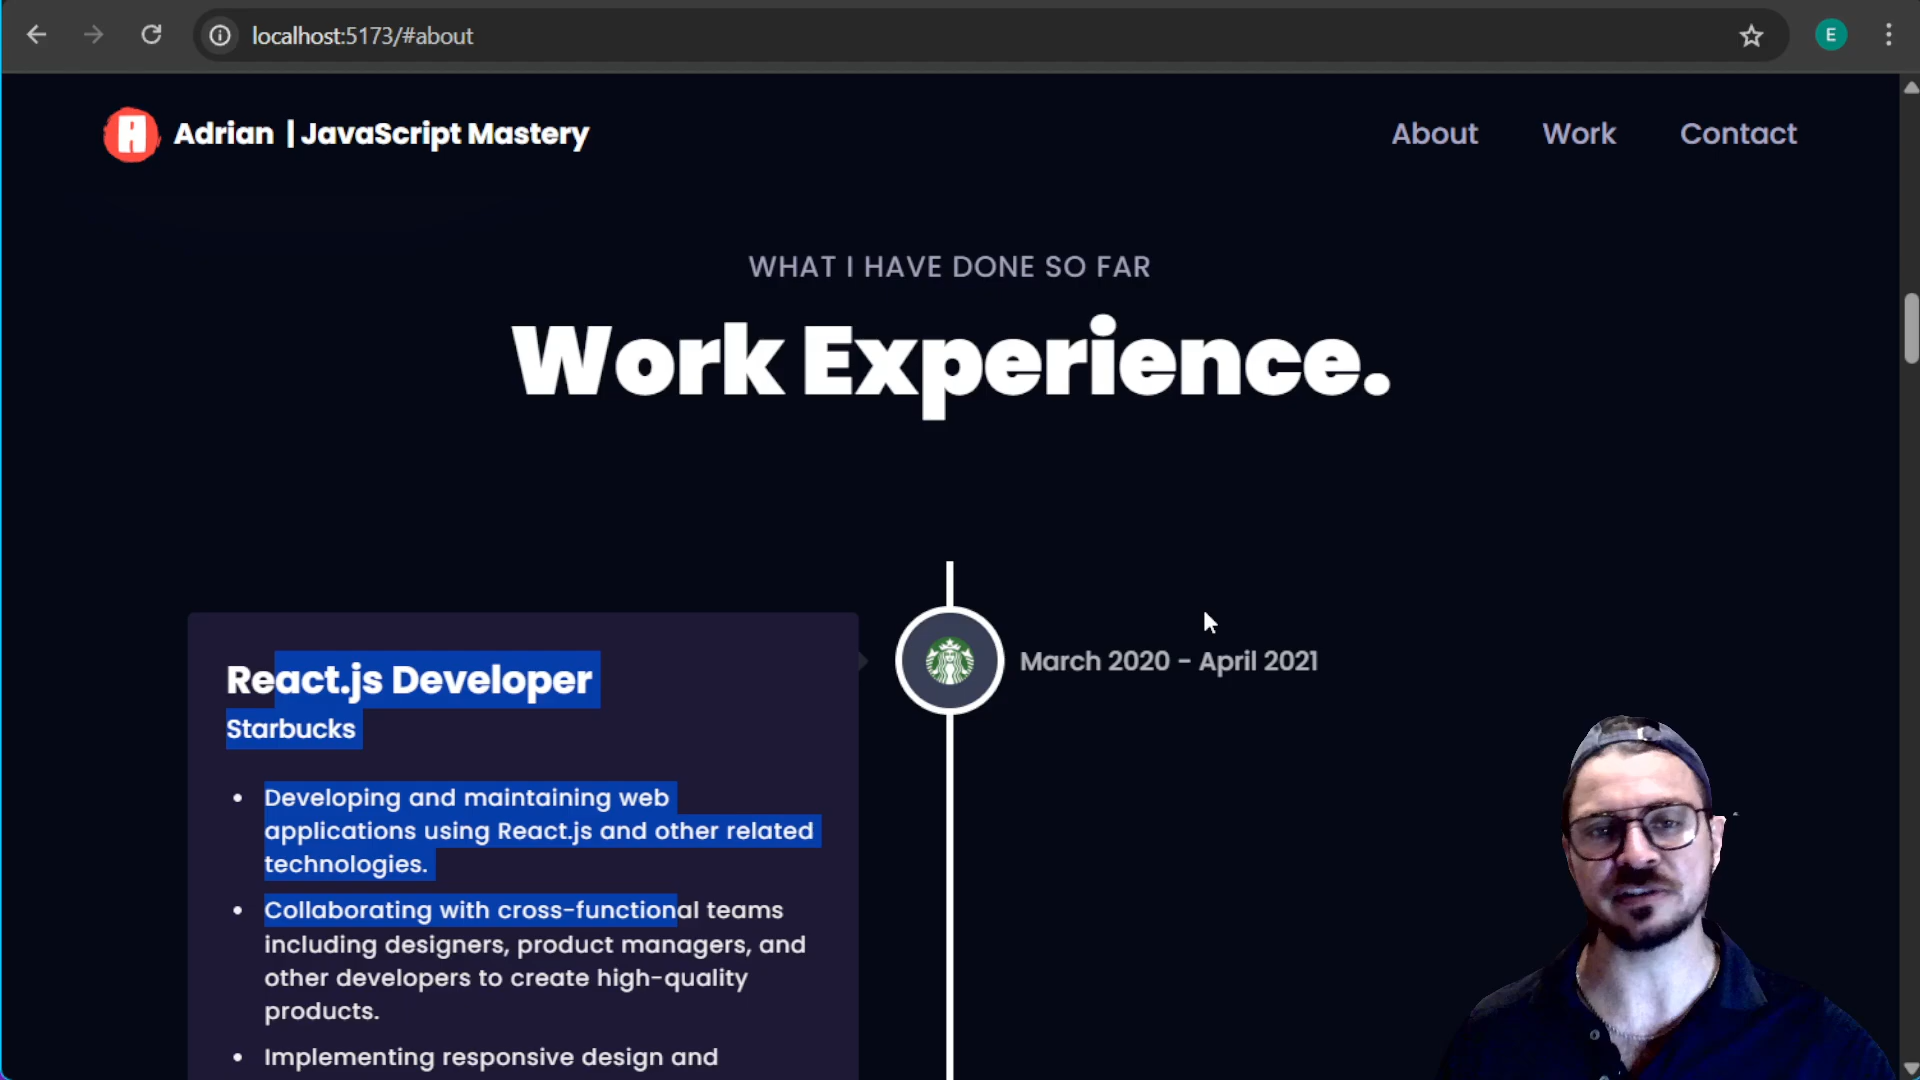 localhost:5173/#about
E
Adrian | JavaScript Mastery
About
Work
Contact
WHAT I HAVE DONE SO FAR
Work Experience.
React.js Developer
Starbucks
March 2020 - April 2021
• Developing and maintaining web
applications using React.js and other related
technologies.
• Collaborating with cross-functional teams
including designers, product managers, and
other developers to create high-quality
products.
• Implementing responsive design and